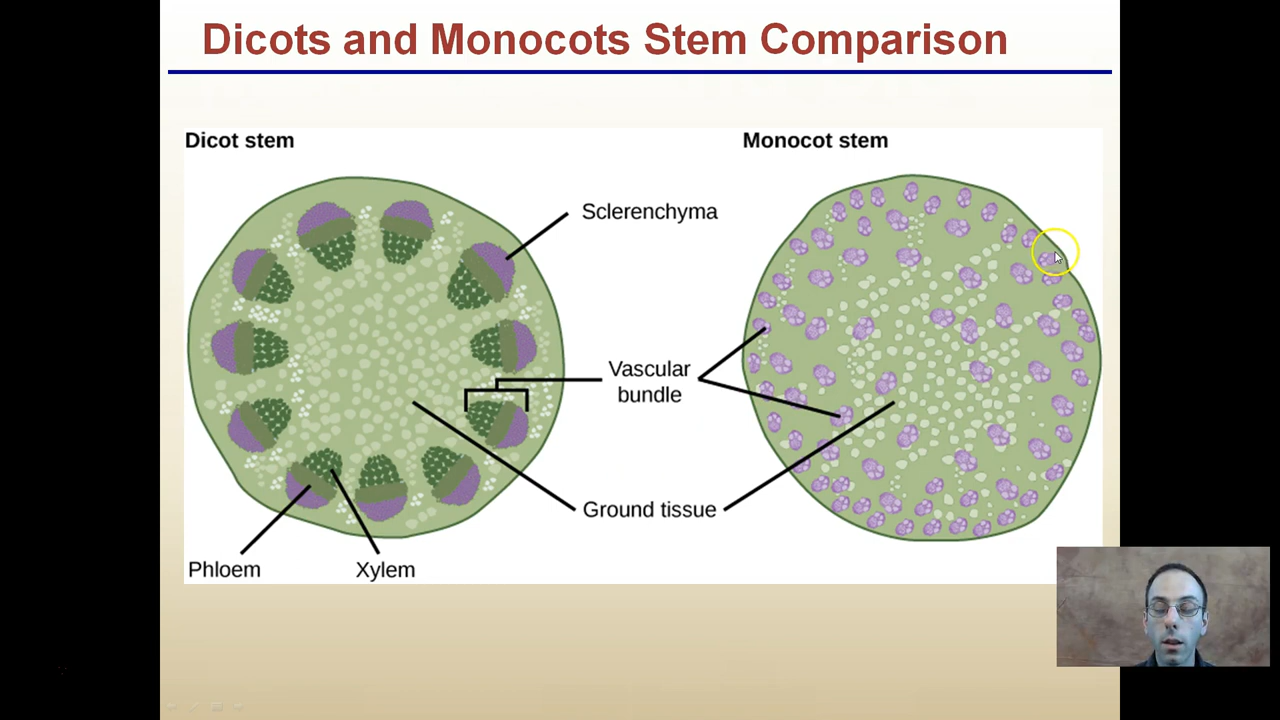 Dicots and Monocots Stem Comparison
Dicot stem
Monocot stem
Sclerenchyma
Vascular
bundle
Ground tissue
Phloem
Xylem